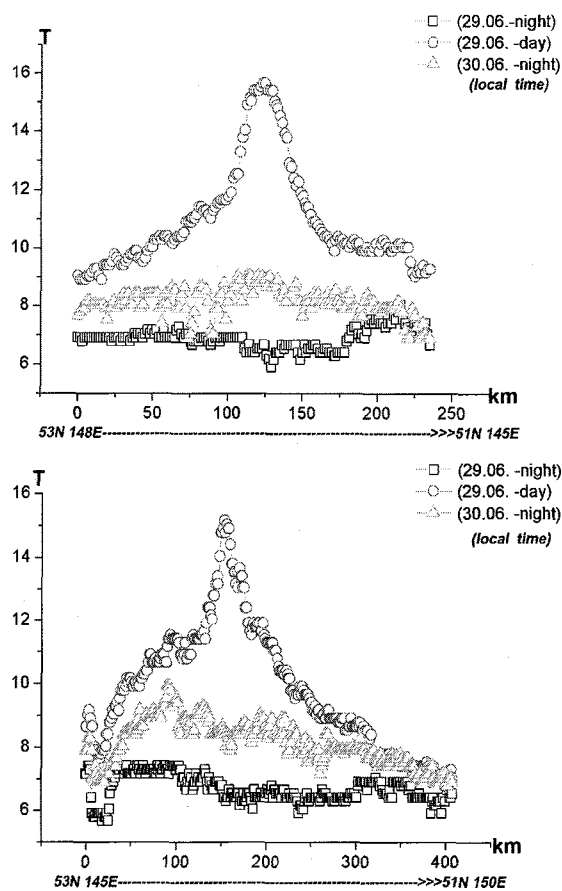 T
(29.06. -night)
(29.06. -day)
(30.06. -night)
(local time)
16
14
12
10
8
6
0 50 100 150 200 250 km
53N 148E---->>>51N 145E
T
(29.06. -night)
(29.06. -day)
(30.06. -night)
(local time)
16
14
12
10
8
6
0 100 200 300 400 km
53N 145E---->>>51N 150E